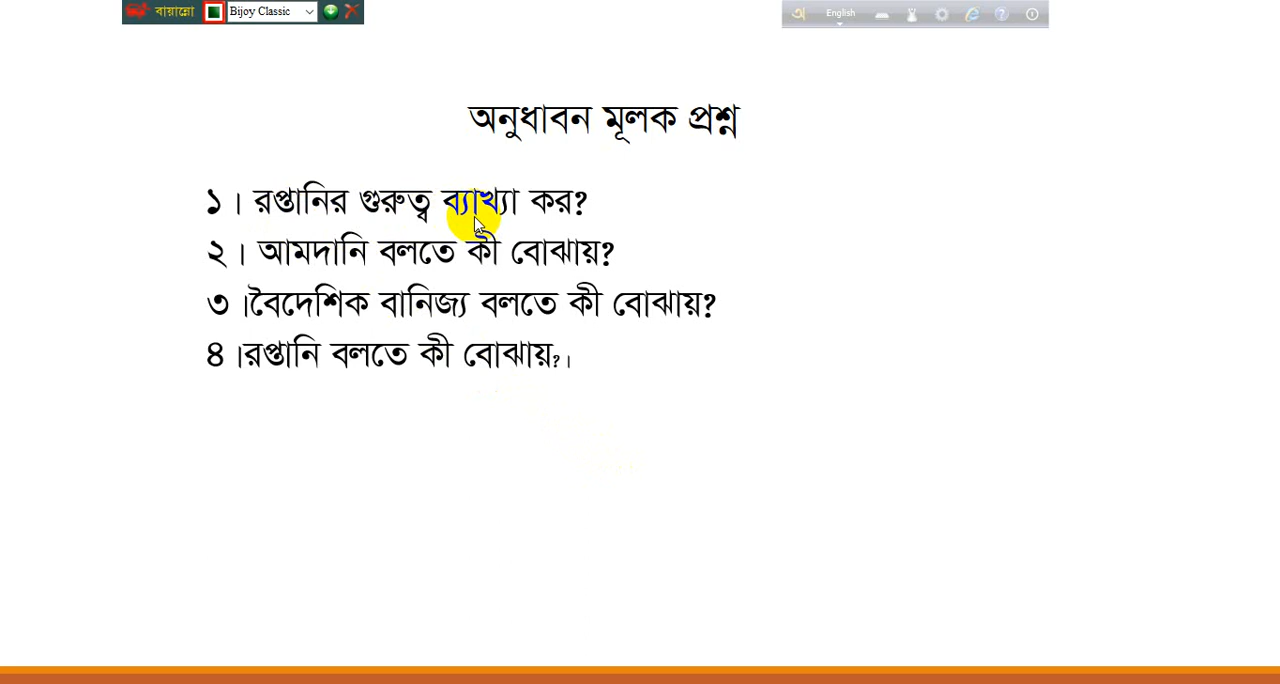 বায়ান্নো Bijoy Classic অ English
অনুধাবন মূলক প্রশ্ন
১। রপ্তানির গুরুত্ব ব্যাখ্যা কর?
২। আমদানি বলতে কী বোঝায়?
৩।বৈদেশিক বানিজ্য বলতে কী বোঝায়?
৪।রপ্তানি বলতে কী বোঝায়?।